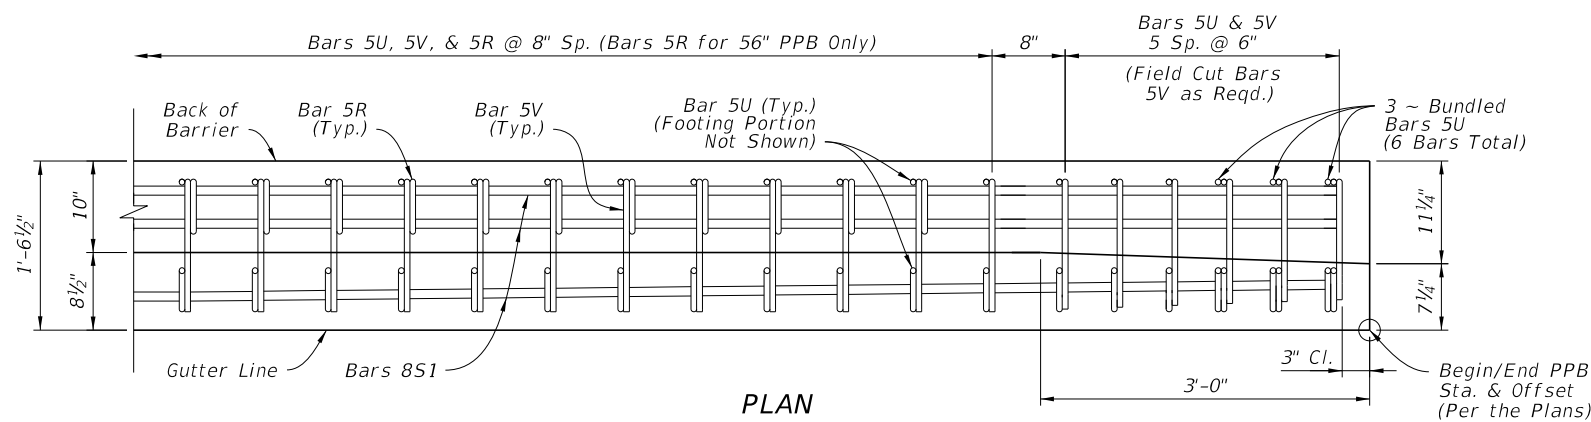 Bars 5U & 5V
5 Sp. @ 6"
Bars 5U, 5V, & 5R @ 8" Sp. (Bars 5R for 56" PPB Only)
8"
(Field Cut Bars
5V as Reqd.)
Back of
Barrier
Bar 5R
(Typ.)
Bar 5V
(Typ.)
Bar 5U (Typ.)
(Footing Portion
Not Shown)
3 ~ Bundled
Bars 5U
(6 Bars Total)
1'-6½"
10"
8½"
11¼"
7¼"
Gutter Line
Bars 8S1
3" Cl.
3'-0"
Begin/End PPB
Sta. & Offset
(Per the Plans)
PLAN